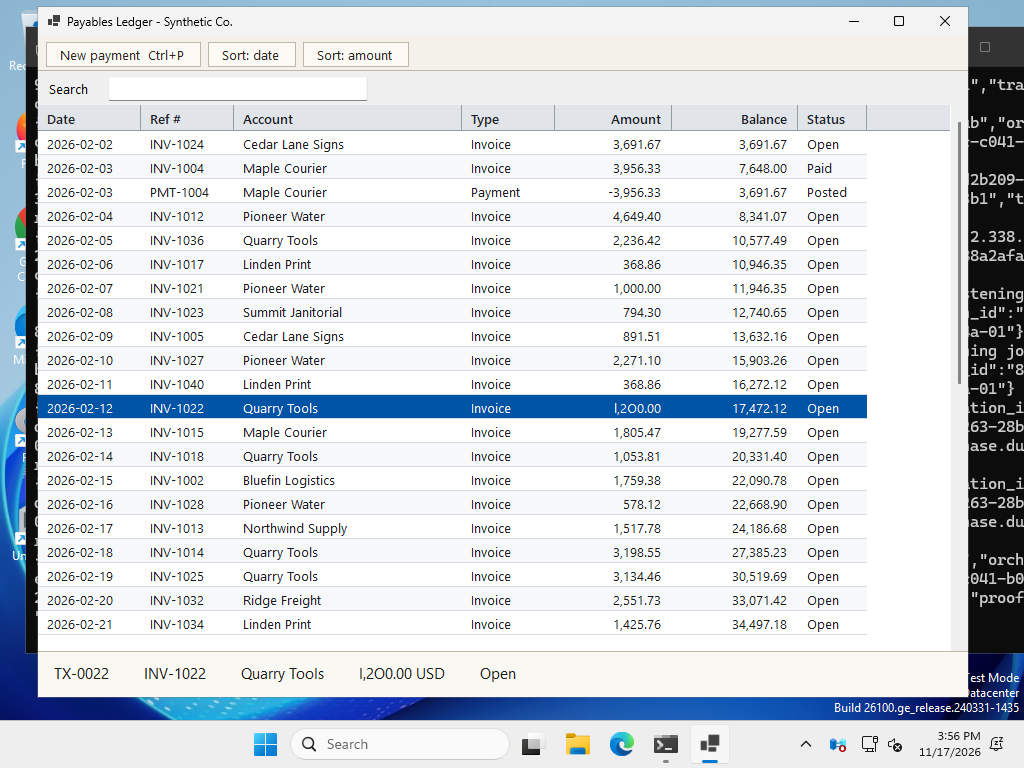 Payables Ledger - Synthetic Co.
New payment Ctrl+P Sort: date Sort: amount
Search
Date Ref # Account Type Amount Balance Status
2026-02-02 INV-1024 Cedar Lane Signs Invoice 3,691.67 3,691.67 Open
2026-02-03 INV-1004 Maple Courier Invoice 3,956.33 7,648.00 Paid
2026-02-03 PMT-1004 Maple Courier Payment -3,956.33 3,691.67 Posted
2026-02-04 INV-1012 Pioneer Water Invoice 4,649.40 8,341.07 Open
2026-02-05 INV-1036 Quarry Tools Invoice 2,236.42 10,577.49 Open
2026-02-06 INV-1017 Linden Print Invoice 368.86 10,946.35 Open
2026-02-07 INV-1021 Pioneer Water Invoice 1,000.00 11,946.35 Open
2026-02-08 INV-1023 Summit Janitorial Invoice 794.30 12,740.65 Open
2026-02-09 INV-1005 Cedar Lane Signs Invoice 891.51 13,632.16 Open
2026-02-10 INV-1027 Pioneer Water Invoice 2,271.10 15,903.26 Open
2026-02-11 INV-1040 Linden Print Invoice 368.86 16,272.12 Open
2026-02-12 INV-1022 Quarry Tools Invoice l,2O0.00 17,472.12 Open
2026-02-13 INV-1015 Maple Courier Invoice 1,805.47 19,277.59 Open
2026-02-14 INV-1018 Quarry Tools Invoice 1,053.81 20,331.40 Open
2026-02-15 INV-1002 Bluefin Logistics Invoice 1,759.38 22,090.78 Open
2026-02-16 INV-1028 Pioneer Water Invoice 578.12 22,668.90 Open
2026-02-17 INV-1013 Northwind Supply Invoice 1,517.78 24,186.68 Open
2026-02-18 INV-1014 Quarry Tools Invoice 3,198.55 27,385.23 Open
2026-02-19 INV-1025 Quarry Tools Invoice 3,134.46 30,519.69 Open
2026-02-20 INV-1032 Ridge Freight Invoice 2,551.73 33,071.42 Open
2026-02-21 INV-1034 Linden Print Invoice 1,425.76 34,497.18 Open
TX-0022 INV-1022 Quarry Tools l,2O0.00 USD Open
Test Mode
Datacenter
Build 26100.ge_release.240331-1435
Search
3:56 PM
11/17/2026